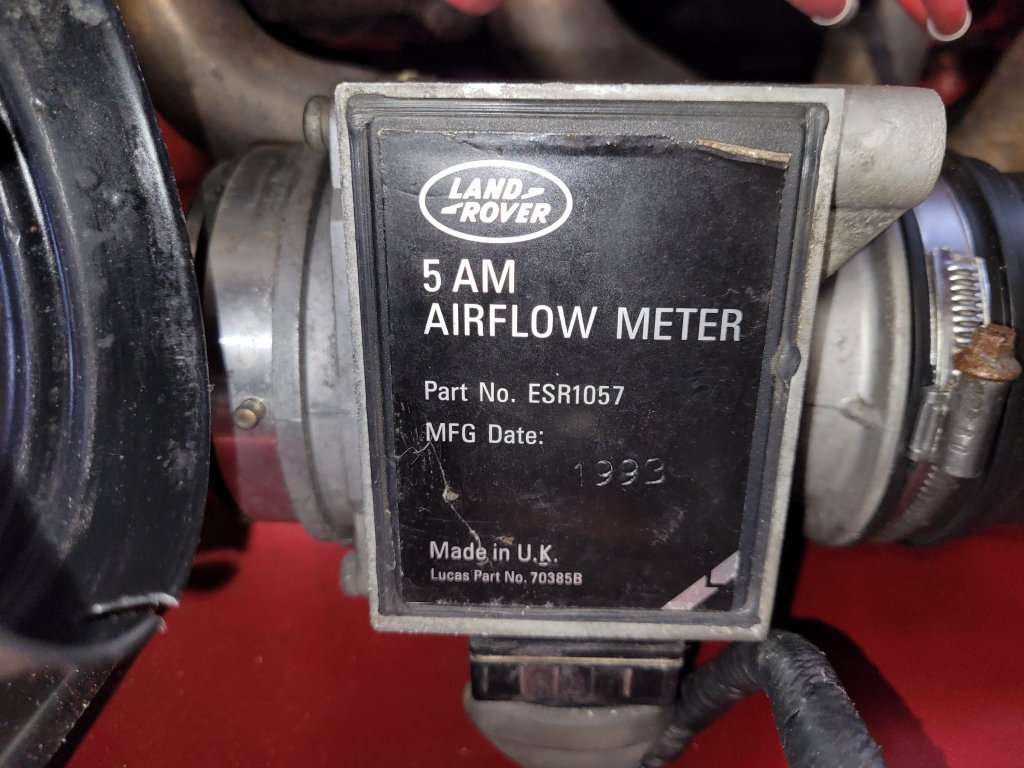 LAND
ROVER
5 AM
AIRFLOW METER
Part No. ESR1057
MFG Date:
1993
Made in U.K.
Lucas Part No. 70385B